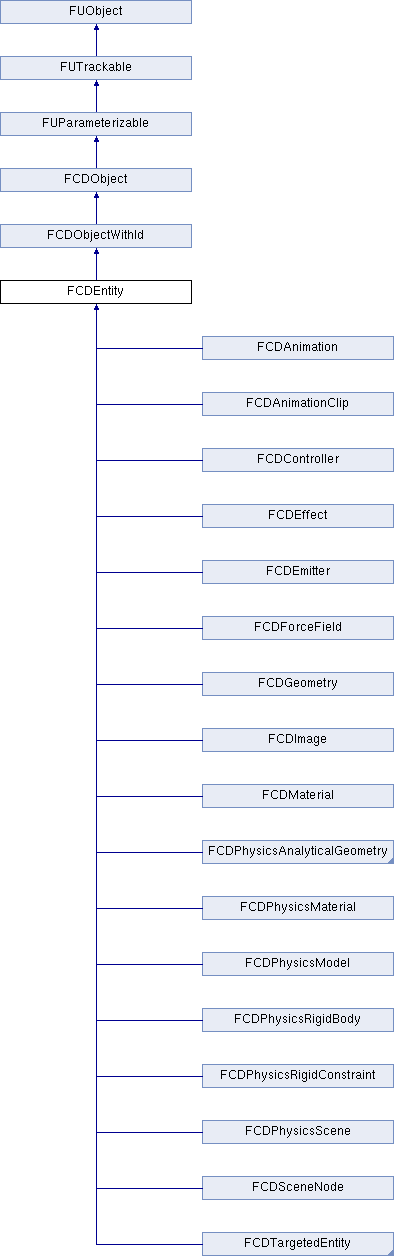 FUObject
FUTrackable
FUParameterizable
FCDObject
FCDObjectWithId
FCDEntity
FCDAnimation
FCDAnimationClip
FCDController
FCDEffect
FCDEmitter
FCDForceField
FCDGeometry
FCDImage
FCDMaterial
FCDPhysicsAnalyticalGeometry
FCDPhysicsMaterial
FCDPhysicsModel
FCDPhysicsRigidBody
FCDPhysicsRigidConstraint
FCDPhysicsScene
FCDSceneNode
FCDTargetedEntity